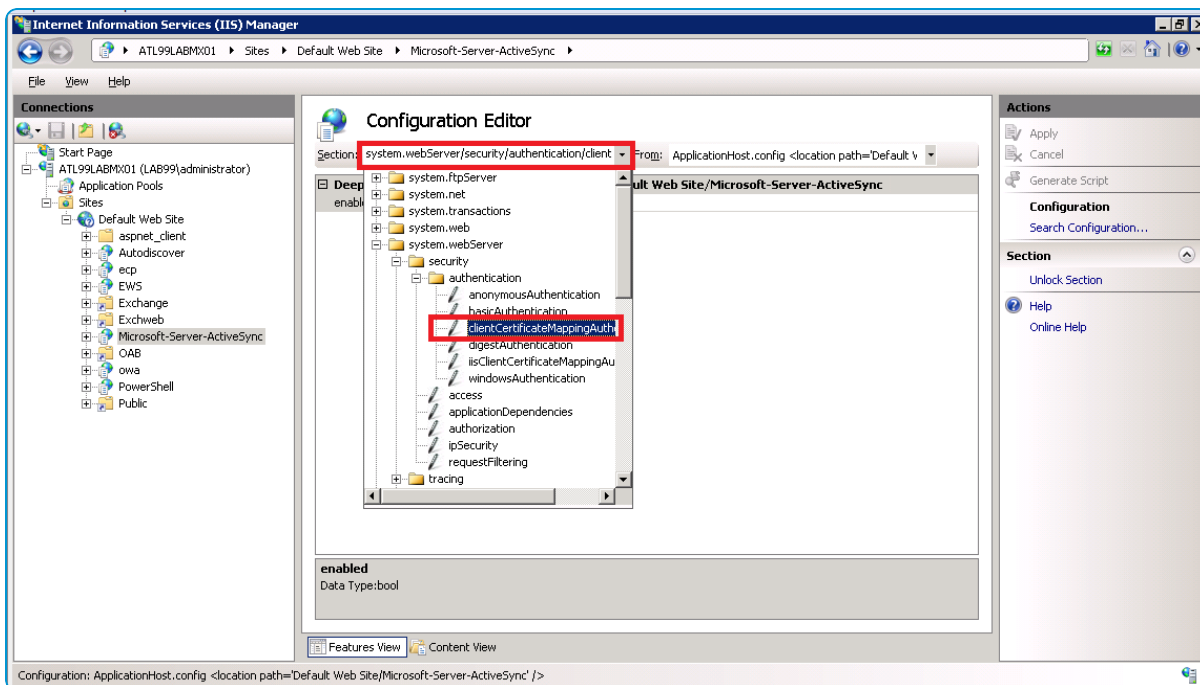 Internet Information Services (IIS) Manager
ATL99LABMX01 Sites Default Web Site Microsoft-Server-ActiveSync
File View Help
Connections
Start Page
ATL99LABMX01 (LAB99\administrator)
Application Pools
Sites
Default Web Site
aspnet_client
Autodiscover
ecp
EWS
Exchange
Exchweb
Microsoft-Server-ActiveSync
OAB
owa
PowerShell
Public
Configuration Editor
Section: system.webServer/security/authentication/client From: ApplicationHost.config <location path='Default
Deep ult Web Site/Microsoft-Server-ActiveSync
enabl
system.ftpServer
system.net
system.transactions
system.web
system.webServer
security
authentication
anonymousAuthentication
basicAuthentication
clientCertificateMappingAuth
digestAuthentication
iisClientCertificateMappingAu
windowsAuthentication
access
applicationDependencies
authorization
ipSecurity
requestFiltering
tracing
enabled
Data Type:bool
Features View Content View
Actions
Apply
Cancel
Generate Script
Configuration
Search Configuration...
Section
Unlock Section
Help
Online Help
Configuration: ApplicationHost.config <location path='Default Web Site/Microsoft-Server-ActiveSync' />